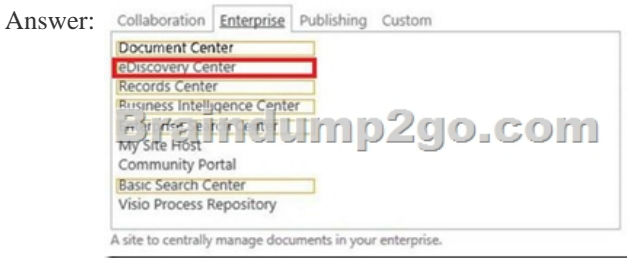 Answer: Collaboration Enterprise Publishing Custom
Document Center
eDiscovery Center
Records Center
Business Intelligence Center
My Site Host
Braindump2go.com
Community Portal
Basic Search Center
Visio Process Repository
A site to centrally manage documents in your enterprise.